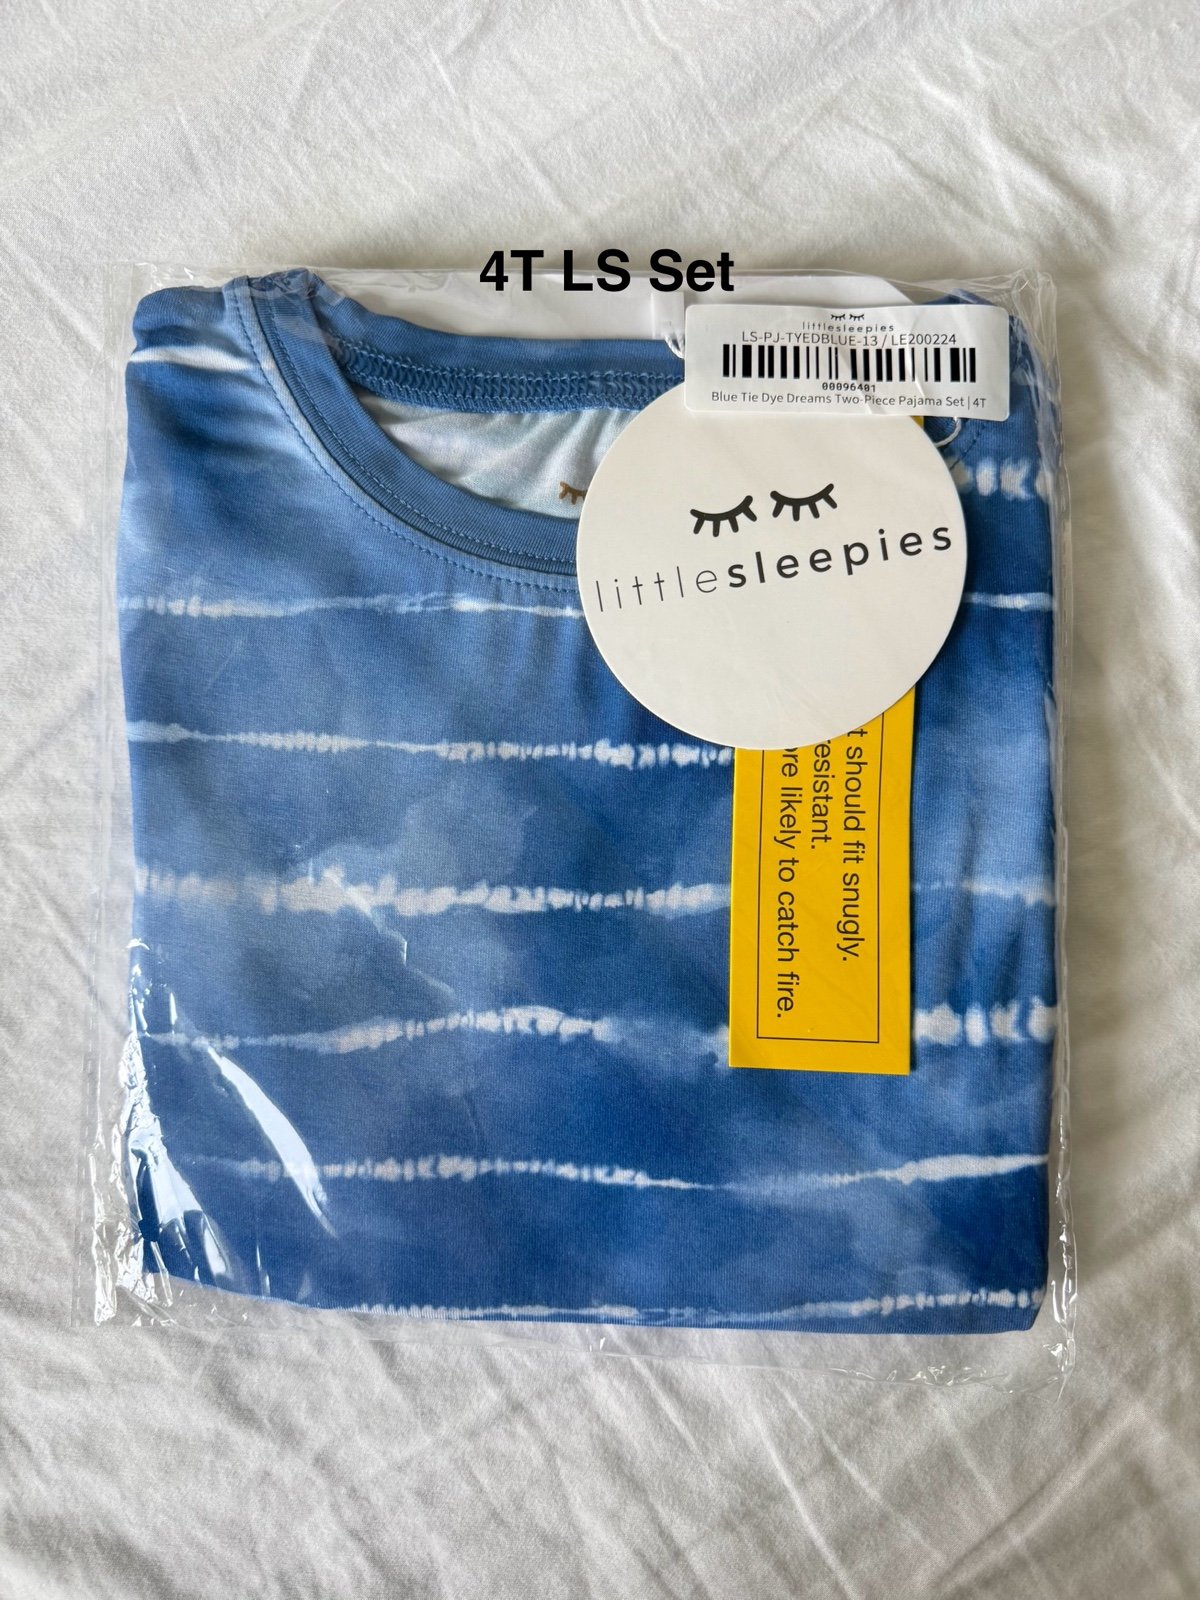 4T LS Set
littlesleepies
LS-PJ-TYEDBLUE-13 / LE200224
00096401
Blue Tie Dye Dreams Two-Piece Pajama Set | 4T
littlesleepies
t should fit snugly.
resistant.
ore likely to catch fire.